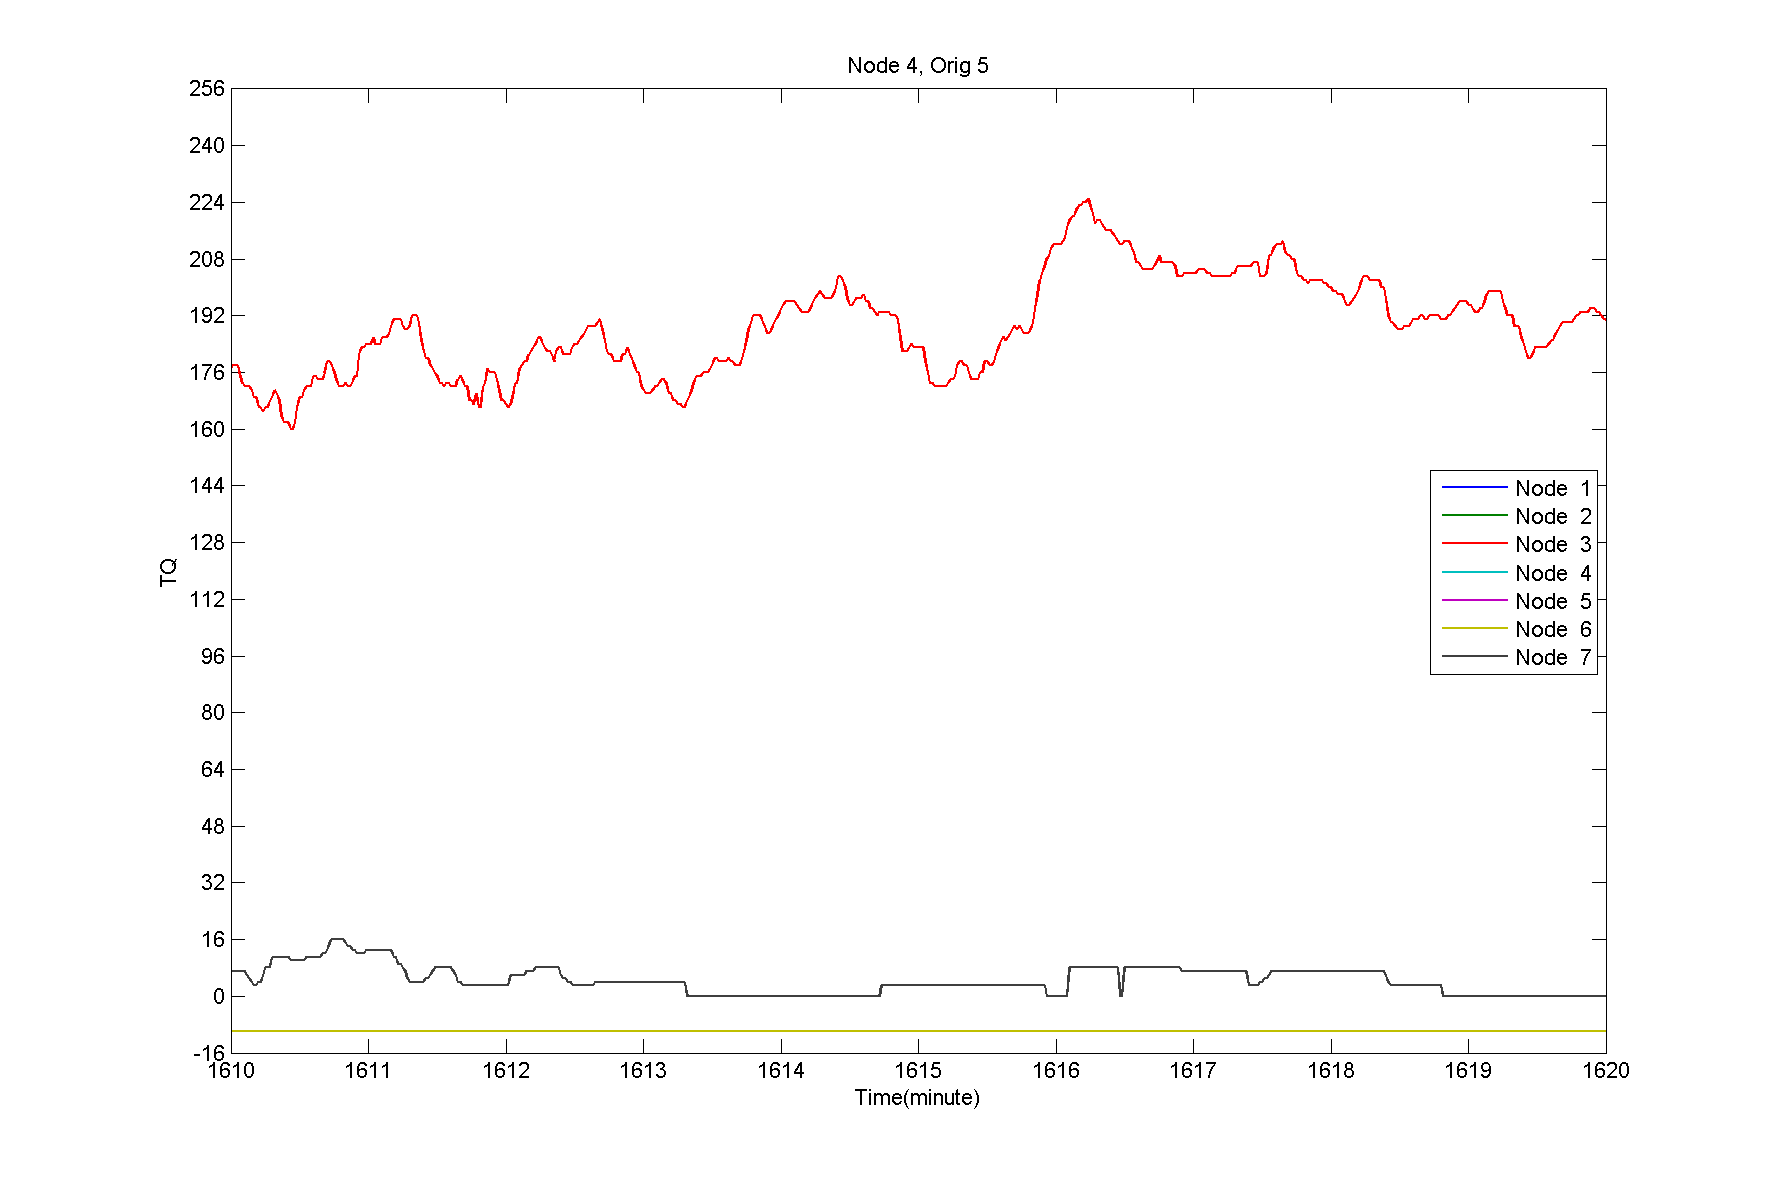 Node 4, Orig 5
256
240
224
208
192
176
160
144
128
112
96
80
64
48
32
16
0
-16
TQ
Node 1
Node 2
Node 3
Node 4
Node 5
Node 6
Node 7
1610 1611 1612 1613 1614 1615 1616 1617 1618 1619 1620
Time(minute)